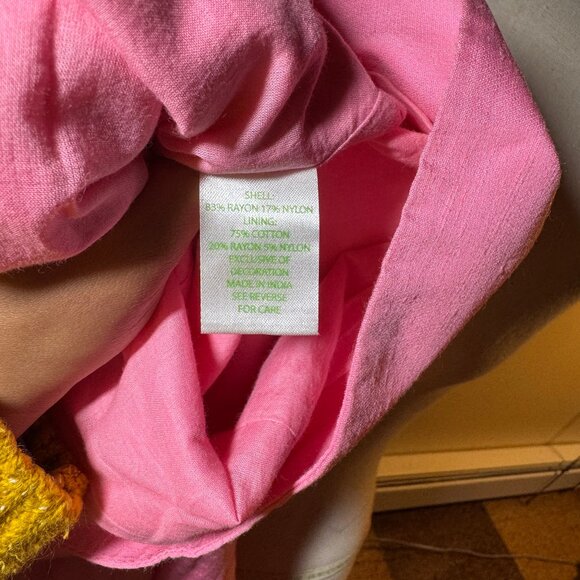 SHELL:
83% RAYON 17% NYLON
LINING:
75% COTTON
20% RAYON 5% NYLON
EXCLUSIVE OF
DECORATION
MADE IN INDIA
SEE REVERSE
FOR CARE